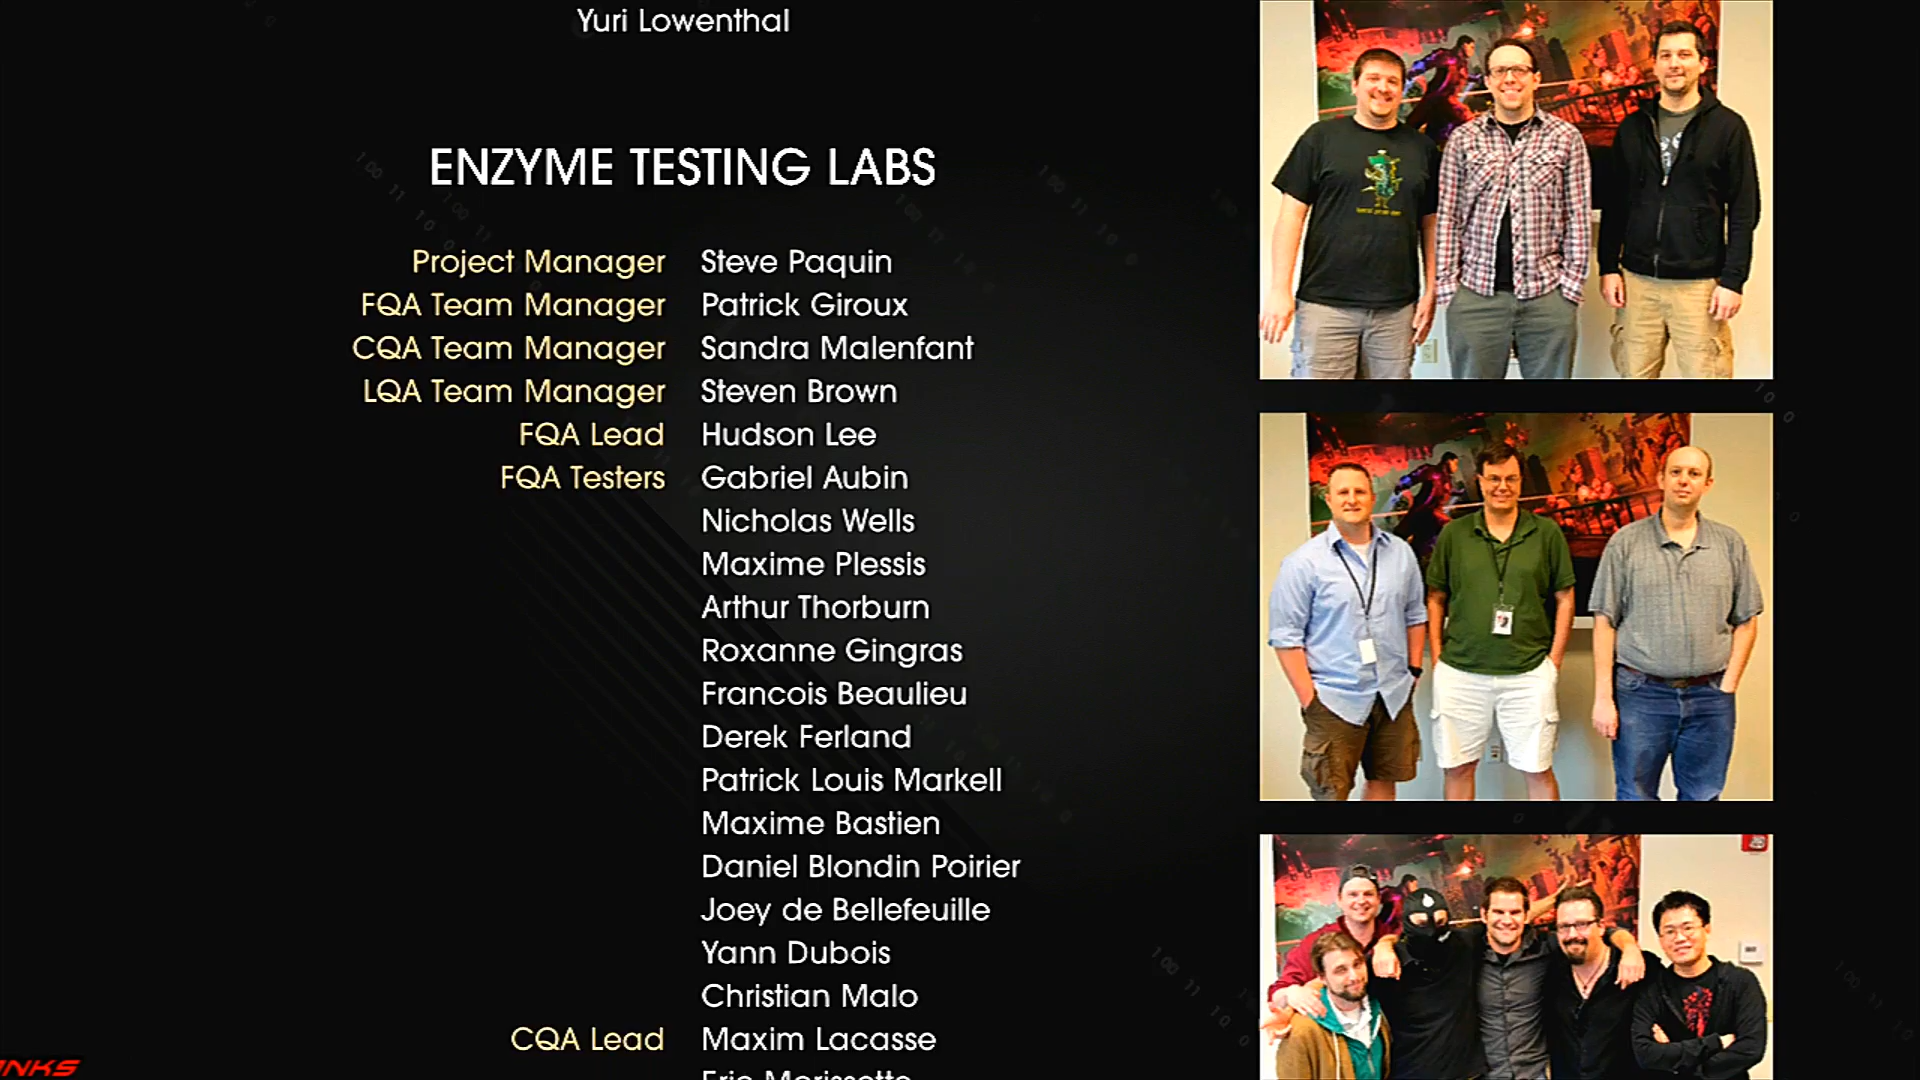 Yuri Lowenthal
ENZYME TESTING LABS
Project Manager Steve Paquin
FQA Team Manager Patrick Giroux
CQA Team Manager Sandra Malenfant
LQA Team Manager Steven Brown
FQA Lead Hudson Lee
FQA Testers Gabriel Aubin
Nicholas Wells
Maxime Plessis
Arthur Thorburn
Roxanne Gingras
Francois Beaulieu
Derek Ferland
Patrick Louis Markell
Maxime Bastien
Daniel Blondin Poirier
Joey de Bellefeuille
Yann Dubois
Christian Malo
CQA Lead Maxim Lacasse